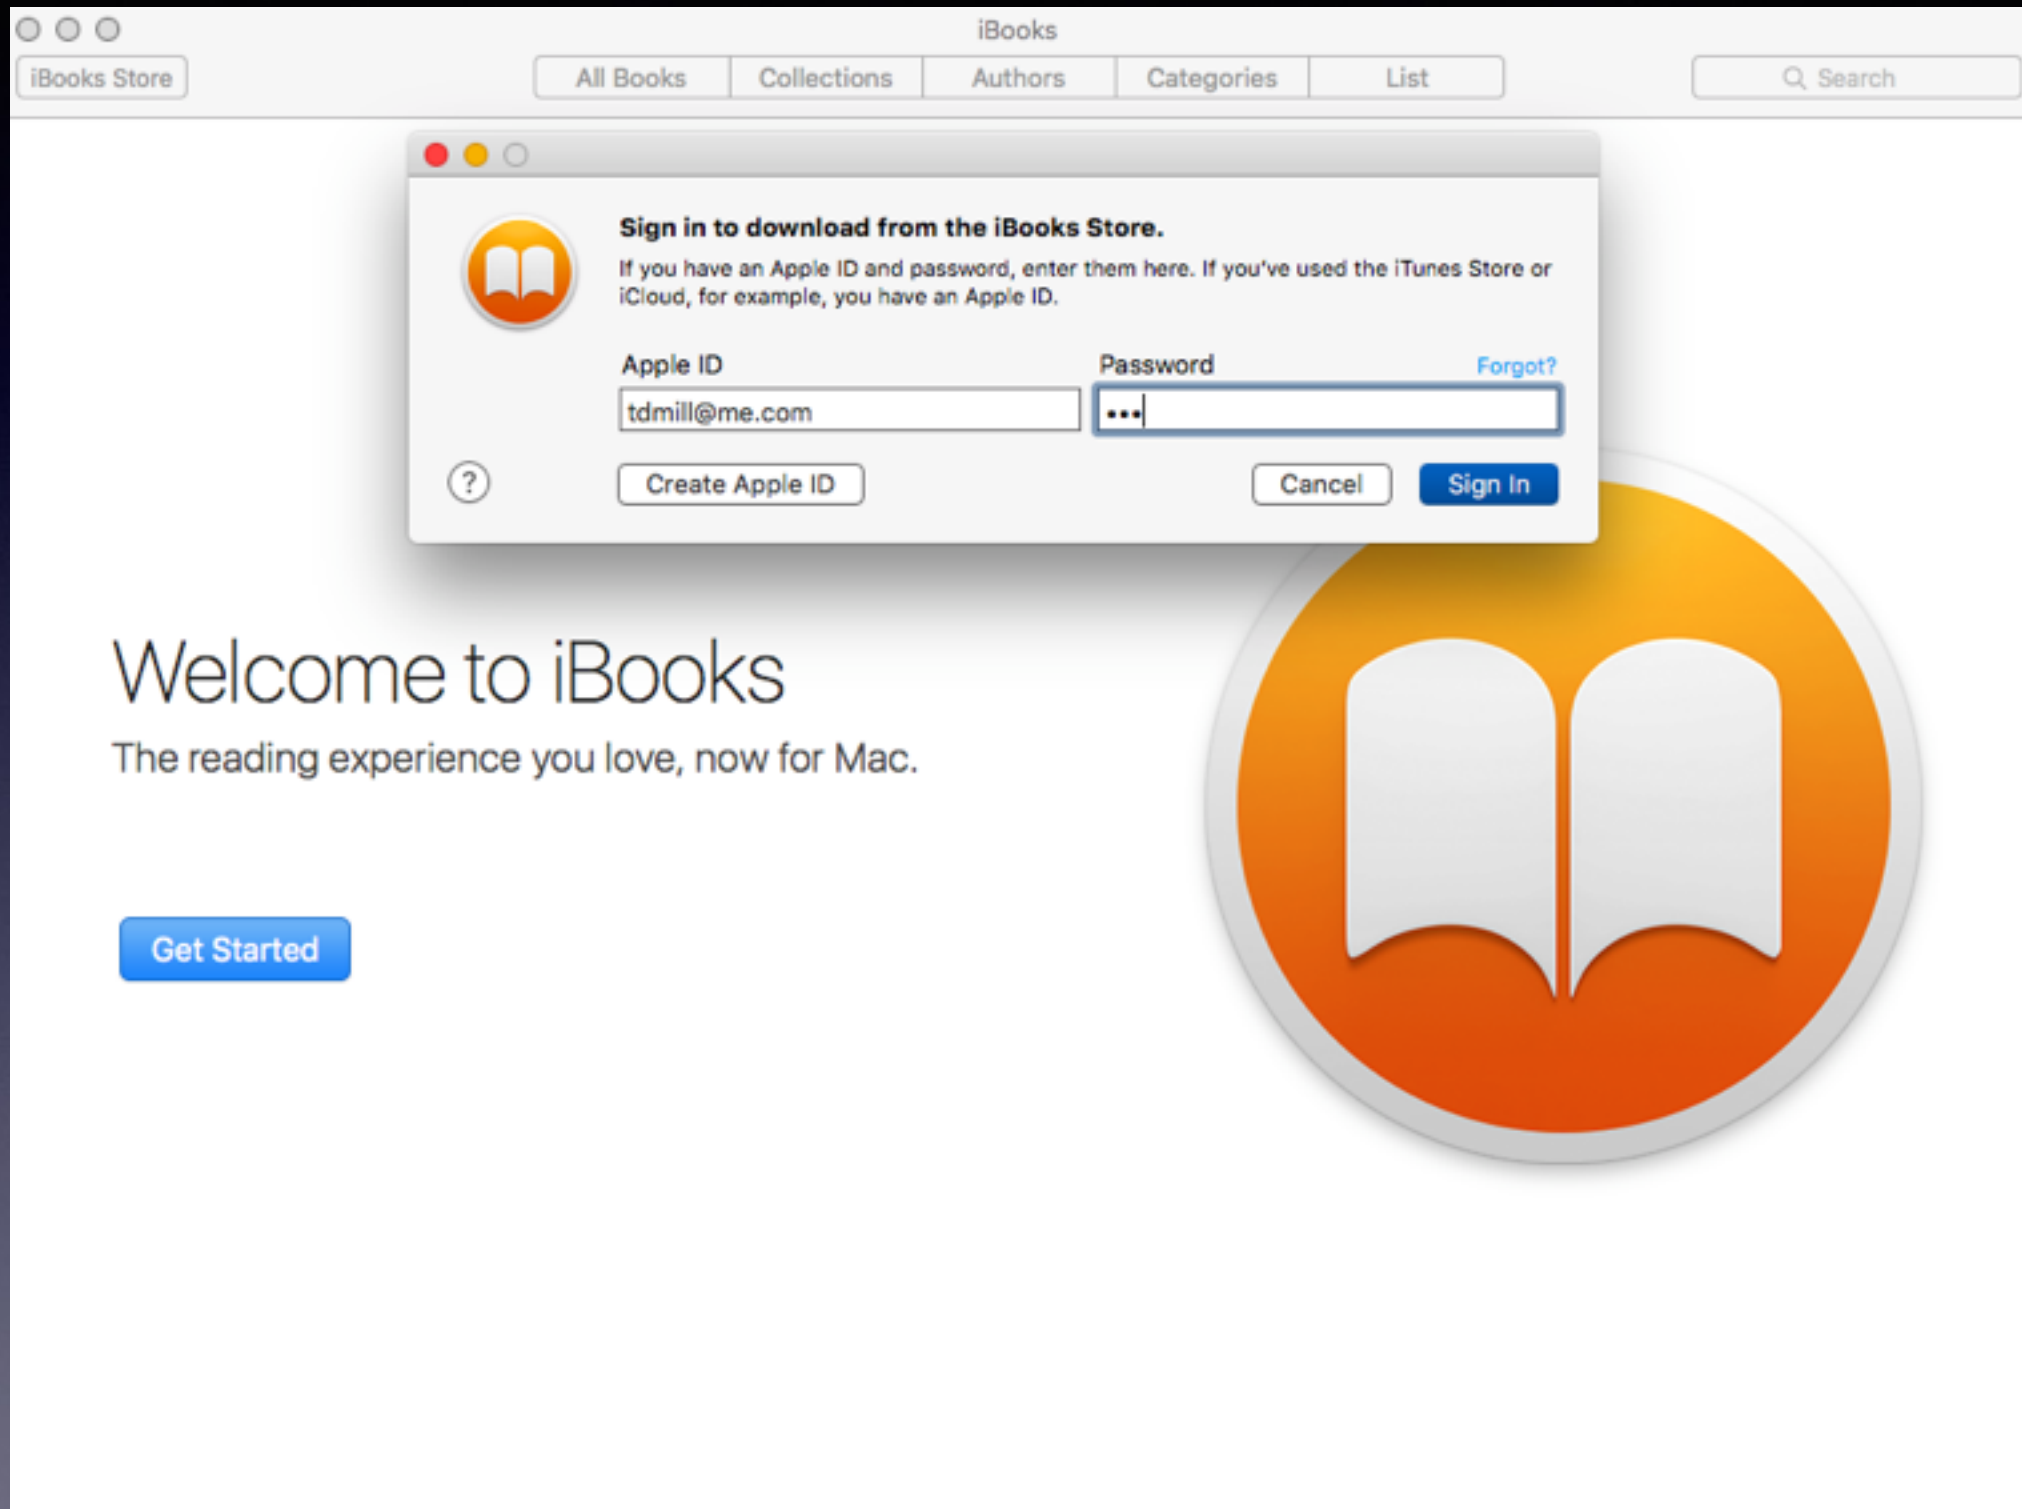 iBooks
iBooks Store
All Books
Collections
Authors
Categories
List
Search
Sign in to download from the iBooks Store.
If you have an Apple ID and password, enter them here. If you've used the iTunes Store or
iCloud, for example, you have an Apple ID.
Apple ID
Password
Forgot?
tdmill@me.com
•••
?
Create Apple ID
Cancel
Sign In
Welcome to iBooks
The reading experience you love, now for Mac.
Get Started